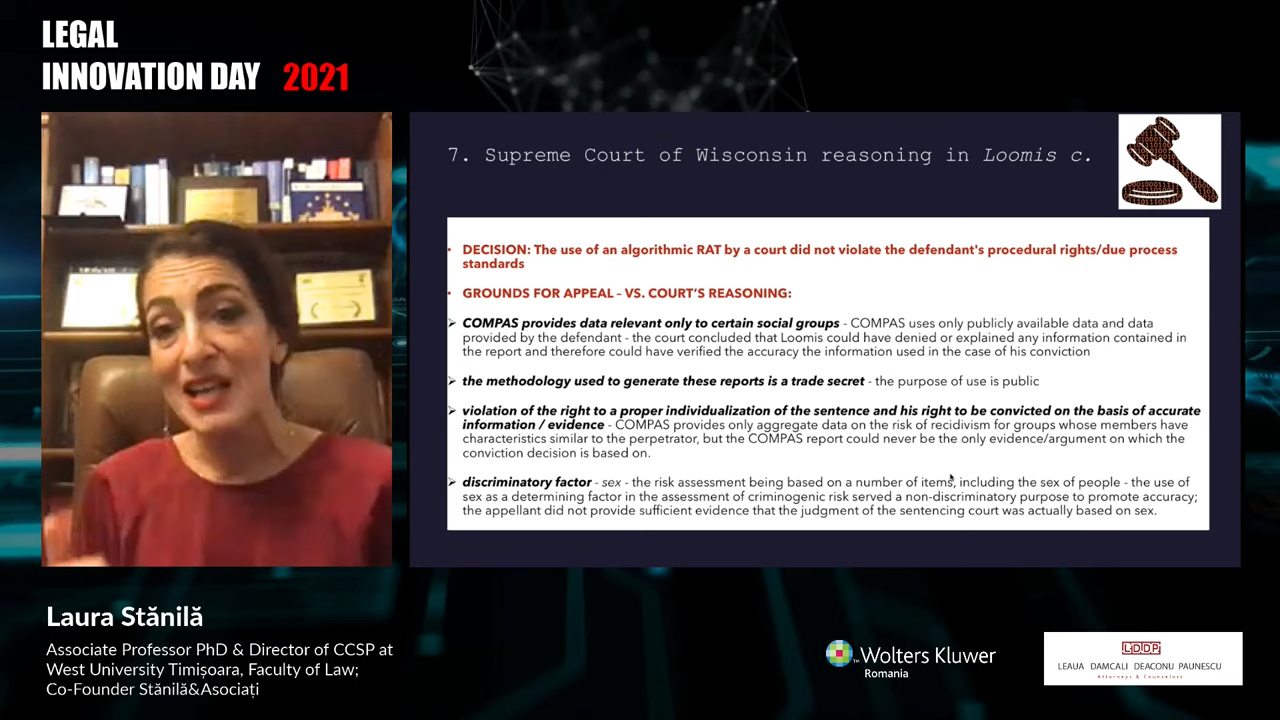 LEGAL
INNOVATION DAY 2021
7. Supreme Court of Wisconsin reasoning in Loomis c.
• DECISION: The use of an algorithmic RAT by a court did not violate the defendant's procedural rights/due process
standards
• GROUNDS FOR APPEAL – VS. COURT'S REASONING:
➢ COMPAS provides data relevant only to certain social groups - COMPAS uses only publicly available data and data
provided by the defendant - the court concluded that Loomis could have denied or explained any information contained in
the report and therefore could have verified the accuracy the information used in the case of his conviction
➢ the methodology used to generate these reports is a trade secret - the purpose of use is public
➢ violation of the right to a proper individualization of the sentence and his right to be convicted on the basis of accurate
information / evidence - COMPAS provides only aggregate data on the risk of recidivism for groups whose members have
characteristics similar to the perpetrator, but the COMPAS report could never be the only evidence/argument on which the
conviction decision is based on.
➢ discriminatory factor - sex - the risk assessment being based on a number of items, including the sex of people - the use of
sex as a determining factor in the assessment of criminogenic risk served a non-discriminatory purpose to promote accuracy;
the appellant did not provide sufficient evidence that the judgment of the sentencing court was actually based on sex.
Laura Stănilă
Associate Professor PhD & Director of CCSP at
West University Timișoara, Faculty of Law;
Co-Founder Stănilă&Asociați
Wolters Kluwer
Romania
LDDP
LEAUA DAMCALI DEACONU PAUNESCU
Attorneys & Counselors